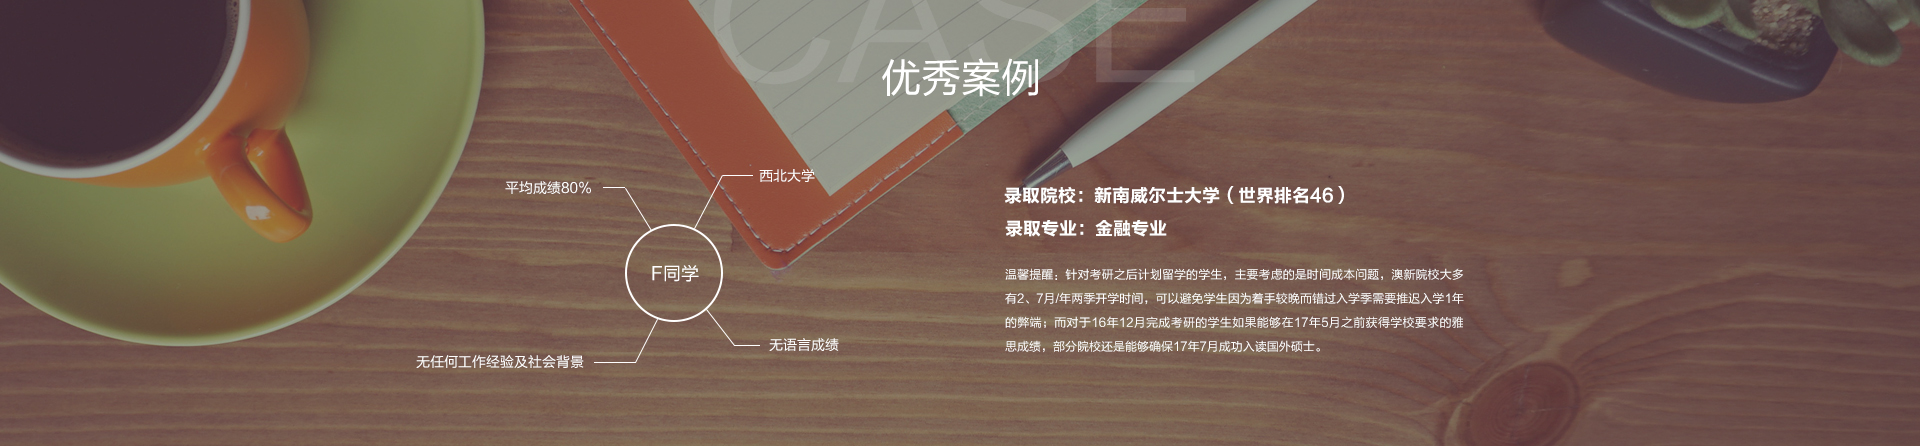 CASE
优秀案例
平均成绩80%
西北大学
F同学
无任何工作经验及社会背景
无语言成绩
录取院校：新南威尔士大学（世界排名46）
录取专业：金融专业
温馨提醒：针对考研之后计划留学的学生，主要考虑的是时间成本问题，澳新院校大多
有2、7月/年两季开学时间，可以避免学生因为着手较晚而错过入学季需要推迟入学1年
的弊端；而对于16年12月完成考研的学生如果能够在17年5月之前获得学校要求的雅
思成绩，部分院校还是能够确保17年7月成功入读国外硕士。